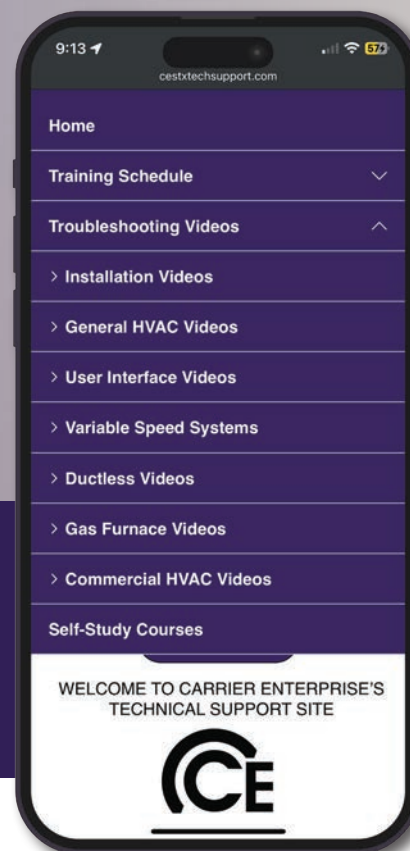 9:13
57
cestxtechsupport.com
Home
Training Schedule
Troubleshooting Videos
> Installation Videos
> General HVAC Videos
> User Interface Videos
> Variable Speed Systems
> Ductless Videos
> Gas Furnace Videos
> Commercial HVAC Videos
Self-Study Courses
WELCOME TO CARRIER ENTERPRISE'S
TECHNICAL SUPPORT SITE
CE